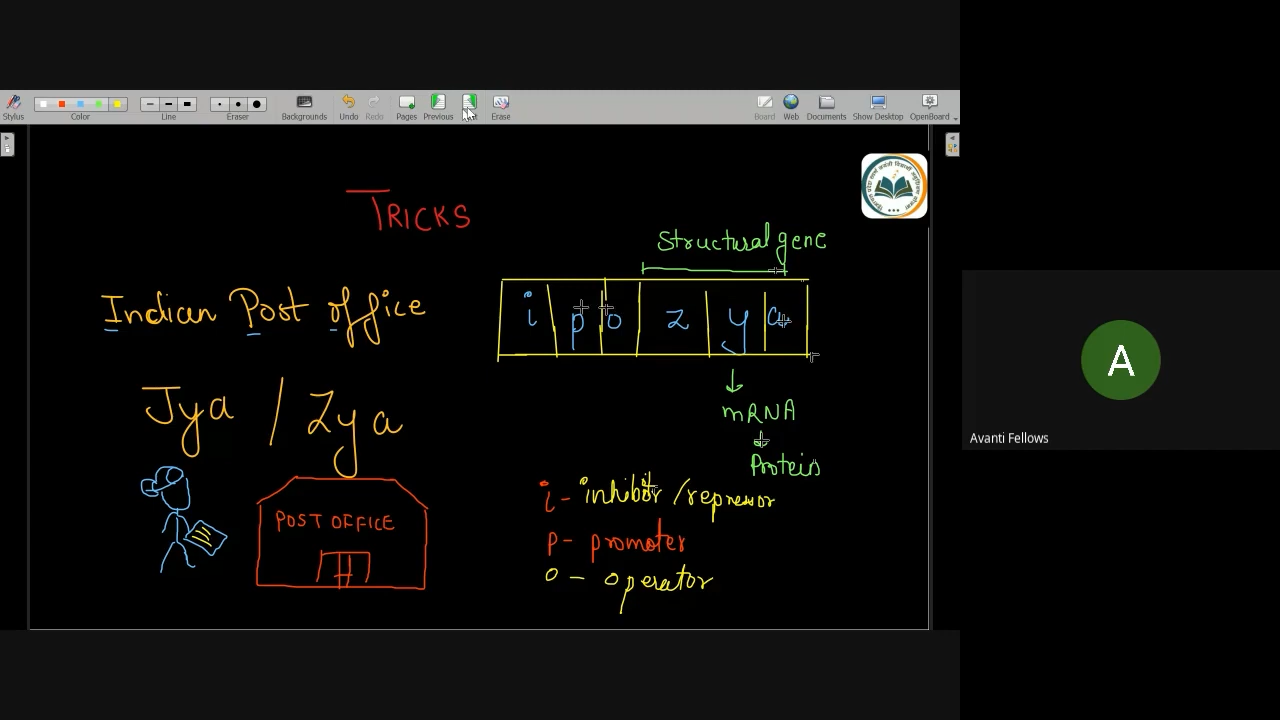 Stylus
Color
Line
Eraser
Backgrounds
Undo
Redo
Pages
Previous
Erase
Board
Web
Documents
Show Desktop
OpenBoard
TRICKS
Structural gene
Indian Post office
i p o z y a
Jya / Zya
mRNA
Protein
POST OFFICE
i - inhibitor /repressor
p - promoter
o - operator
A
Avanti Fellows